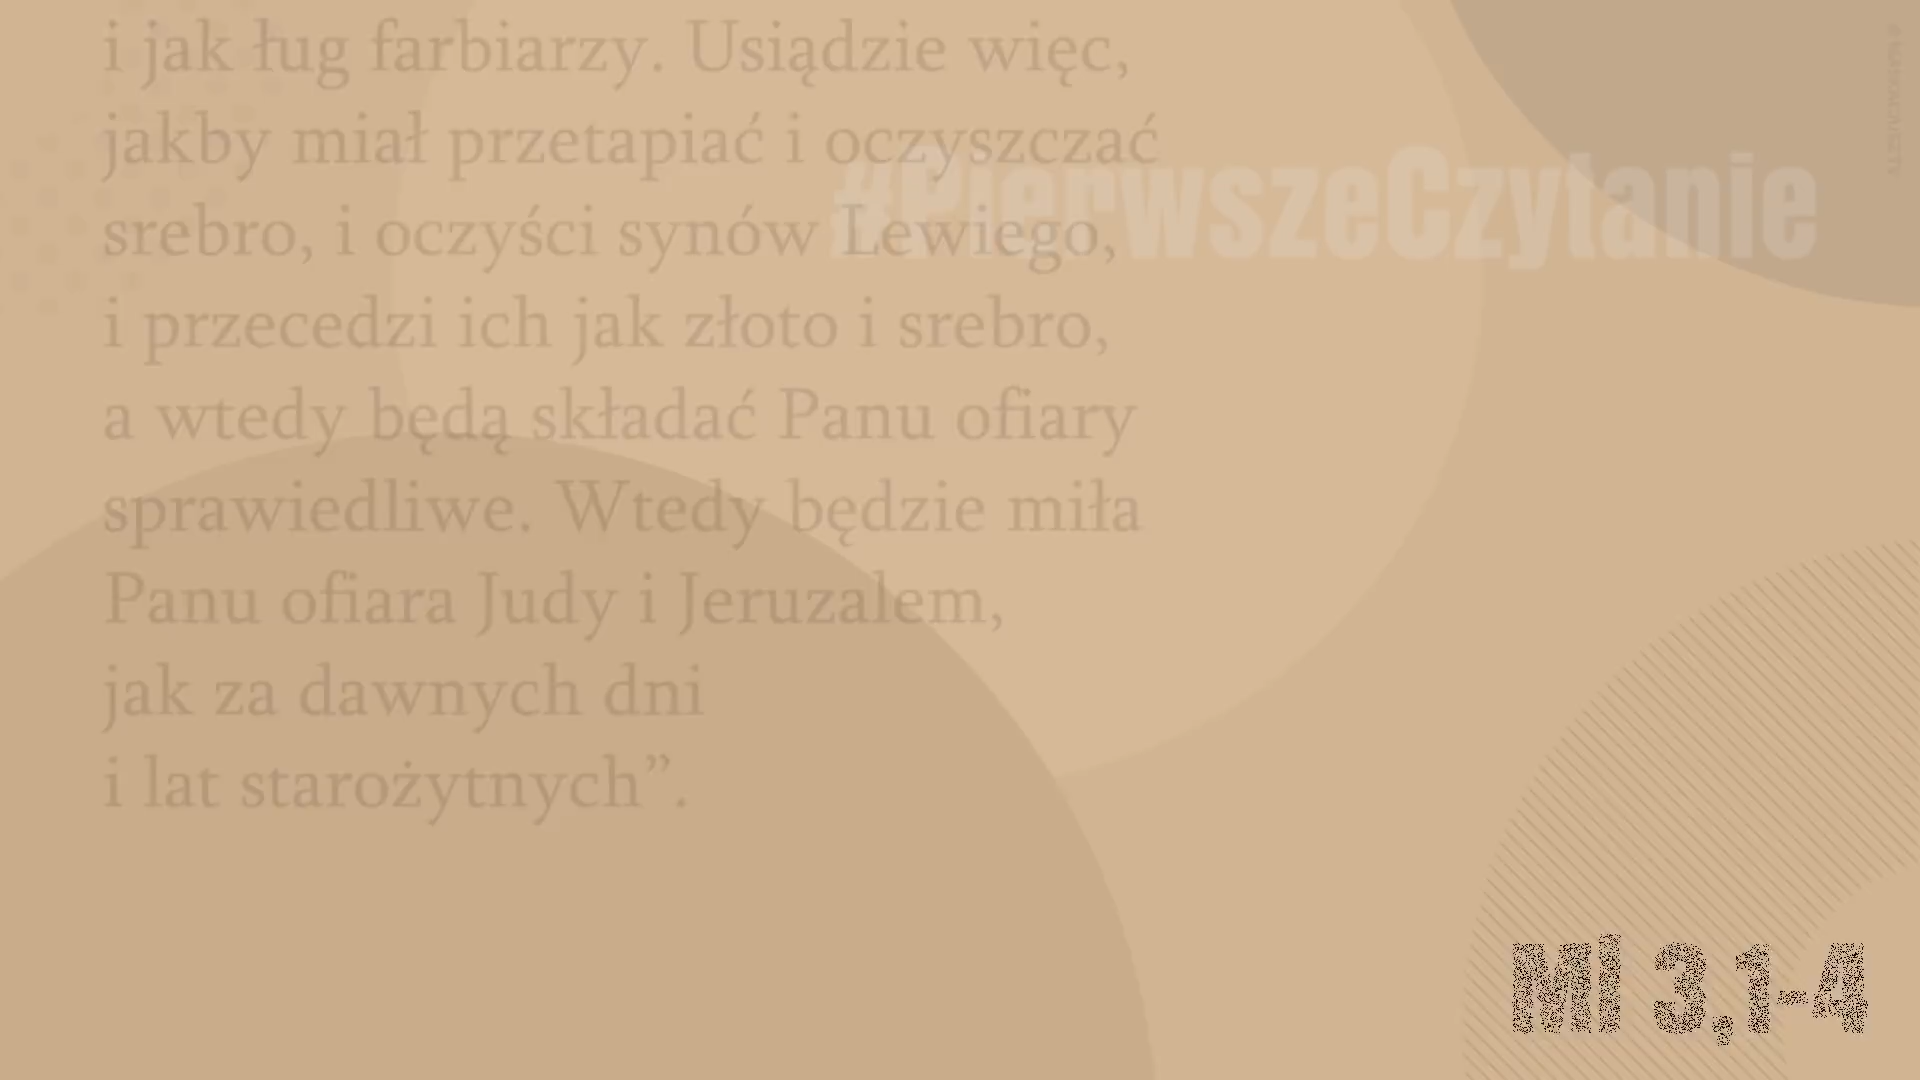 i jak ług farbiarzy. Usiądzie więc,
jakby miał przetapiać i oczyszczać
srebro, i oczyści synów Lewiego,
i przecedzi ich jak złoto i srebro,
a wtedy będą składać Panu ofiary
sprawiedliwe. Wtedy będzie miła
Panu ofiara Judy i Jeruzalem,
jak za dawnych dni
i lat starożytnych”.
#PierwszeCzytanie
Ml 3,1-4